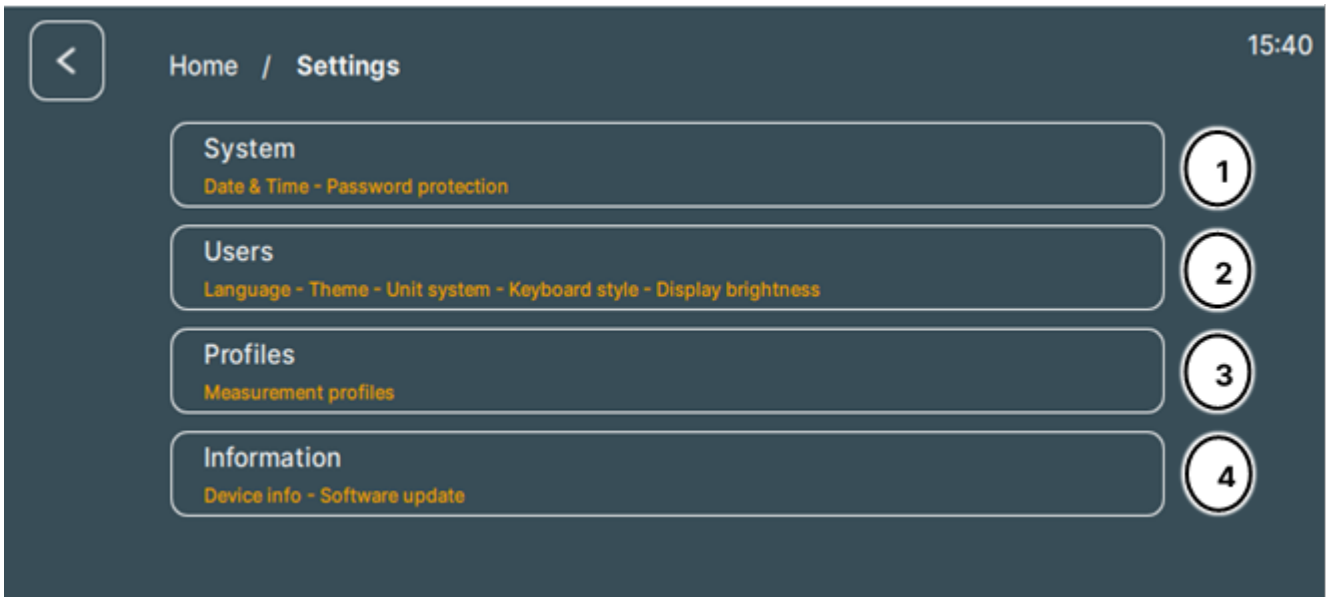 15:40
Home / Settings
System
Date & Time - Password protection
1
Users
Language - Theme - Unit system - Keyboard style - Display brightness
2
Profiles
Measurement profiles
3
Information
Device info - Software update
4